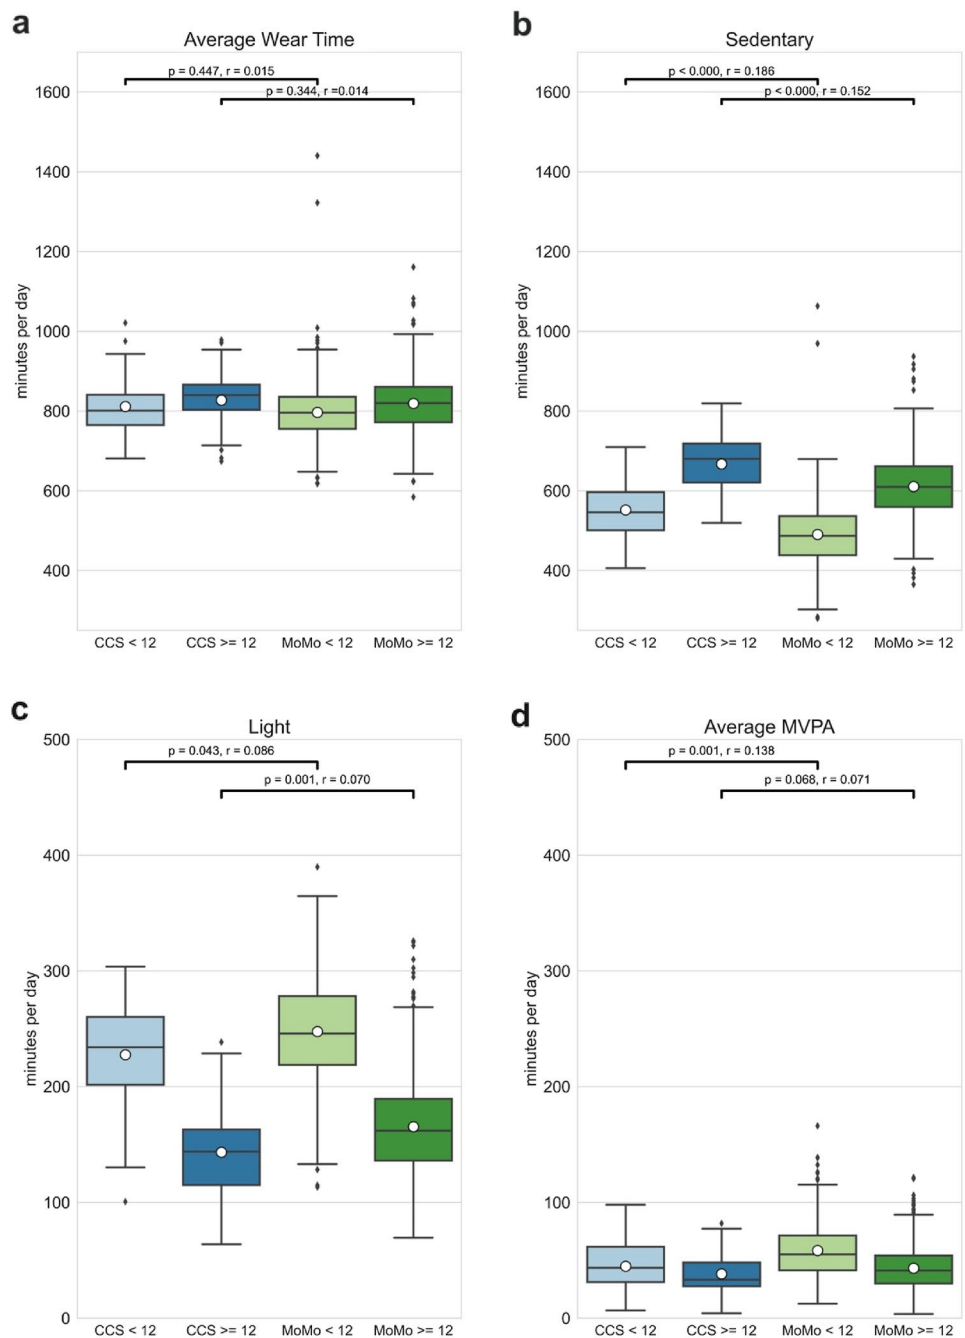 a
Average Wear Time
p = 0.447, r = 0.015
p = 0.344, r =0.014
1600
1400
1200
1000
800
600
400
minutes per day
CCS < 12 CCS >= 12 MoMo < 12 MoMo >= 12
b
Sedentary
p < 0.000, r = 0.186
p < 0.000, r = 0.152
1600
1400
1200
1000
800
600
400
minutes per day
CCS < 12 CCS >= 12 MoMo < 12 MoMo >= 12
c
Light
p = 0.043, r = 0.086
p = 0.001, r = 0.070
500
400
300
200
100
0
minutes per day
CCS < 12 CCS >= 12 MoMo < 12 MoMo >= 12
d
Average MVPA
p = 0.001, r = 0.138
p = 0.068, r = 0.071
500
400
300
200
100
0
minutes per day
CCS < 12 CCS >= 12 MoMo < 12 MoMo >= 12